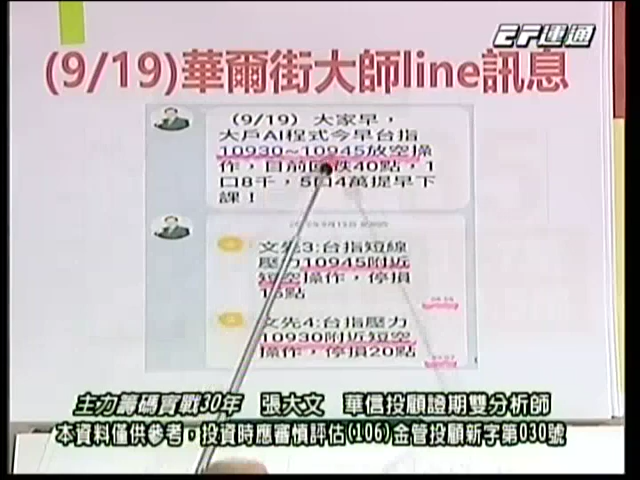 EF運通
(9/19)華爾街大師line訊息
(9/19) 大家早，
大戶AI程式今早台指
10930~10945放空操
作，目前回跌40點，1
口8千，5口4萬提早下
課！
文先3:台指短線
壓力10945附近
短空操作，停損
15點
文先4:台指壓力
10930附近短空
操作，停損20點
主力籌碼實戰30年 張大文 華信投顧證期雙分析師
本資料僅供參考，投資時應審慎評估(106)金管投顧新字第030號